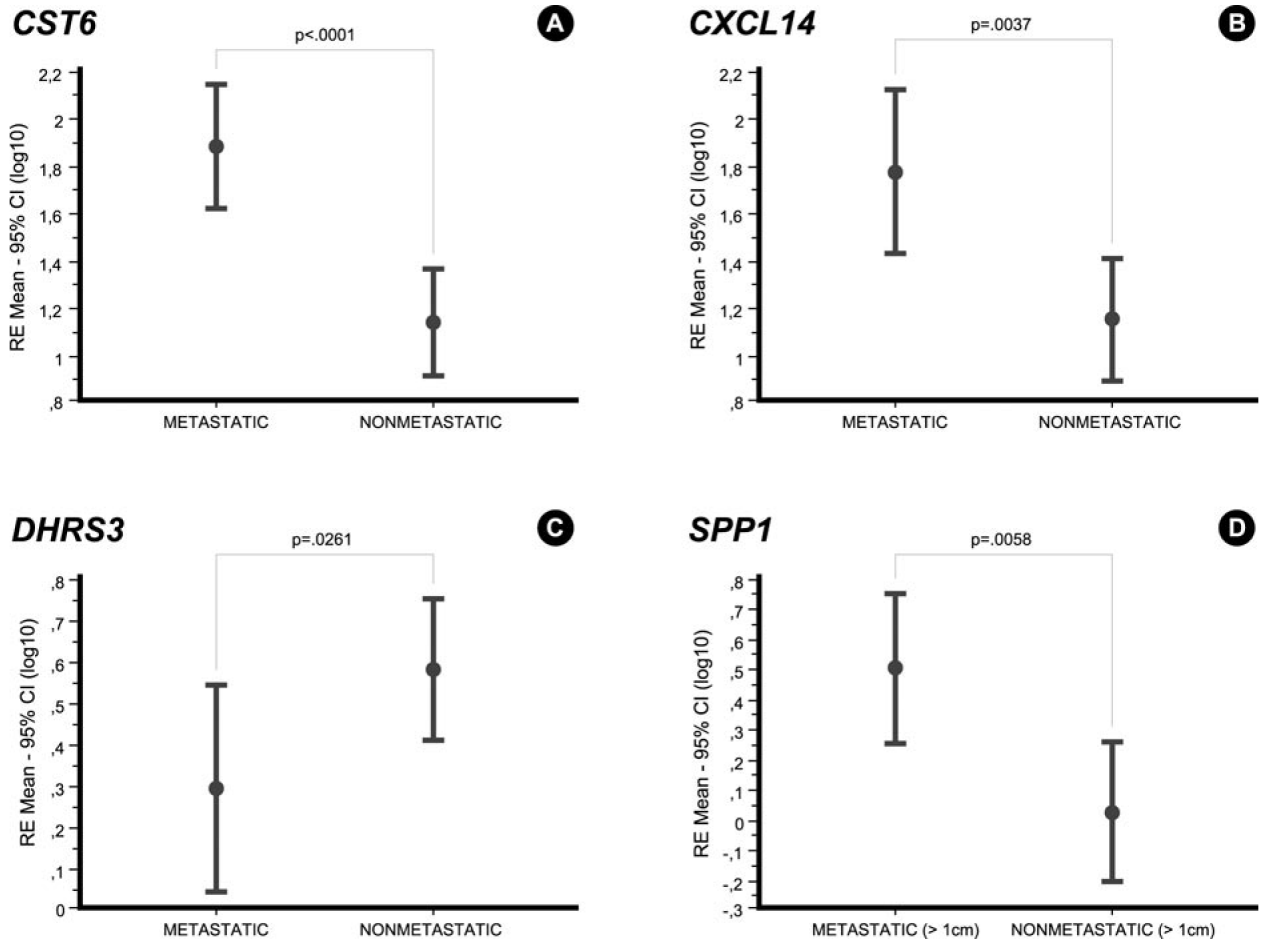 CST6
A
p<.0001
RE Mean - 95% CI (log10)
2,2
2
1,8
1,6
1,4
1,2
1
,8
METASTATIC
NONMETASTATIC
CXCL14
B
p=.0037
RE Mean - 95% CI (log10)
2,2
2
1,8
1,6
1,4
1,2
1
,8
METASTATIC
NONMETASTATIC
DHRS3
C
p=.0261
RE Mean - 95% CI (log10)
,8
,7
,6
,5
,4
,3
,2
,1
0
METASTATIC
NONMETASTATIC
SPP1
D
p=.0058
RE Mean - 95% CI (log10)
,8
,7
,6
,5
,4
,3
,2
,1
0
-,1
-,2
-,3
METASTATIC (> 1cm)
NONMETASTATIC (> 1cm)